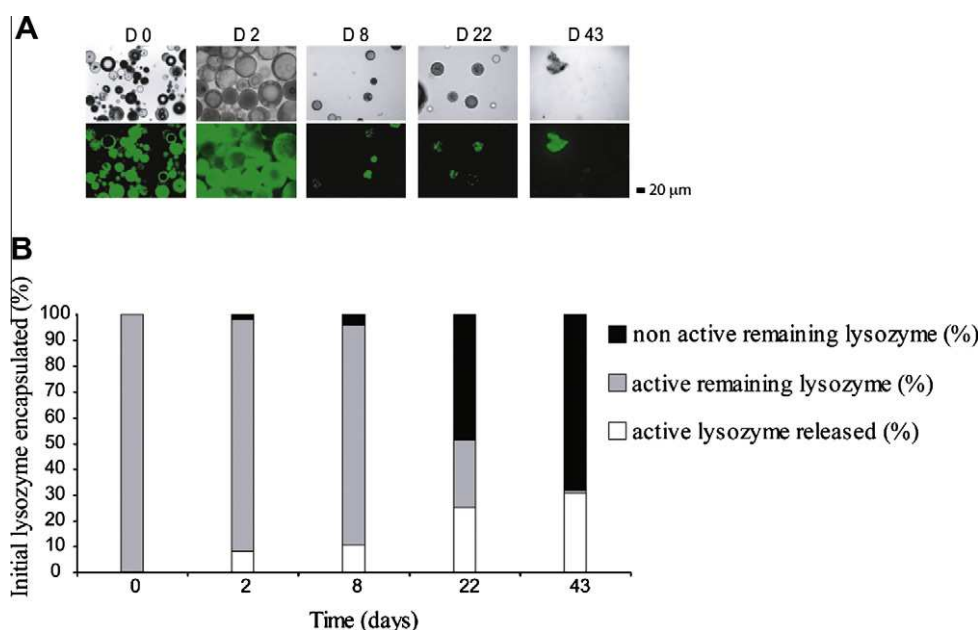 A
D 0 D 2 D 8 D 22 D 43
20 µm
B
Initial lysozyme encapsulated (%)
100
90
80
70
60
50
40
30
20
10
0
0 2 8 22 43
Time (days)
non active remaining lysozyme (%)
active remaining lysozyme (%)
active lysozyme released (%)